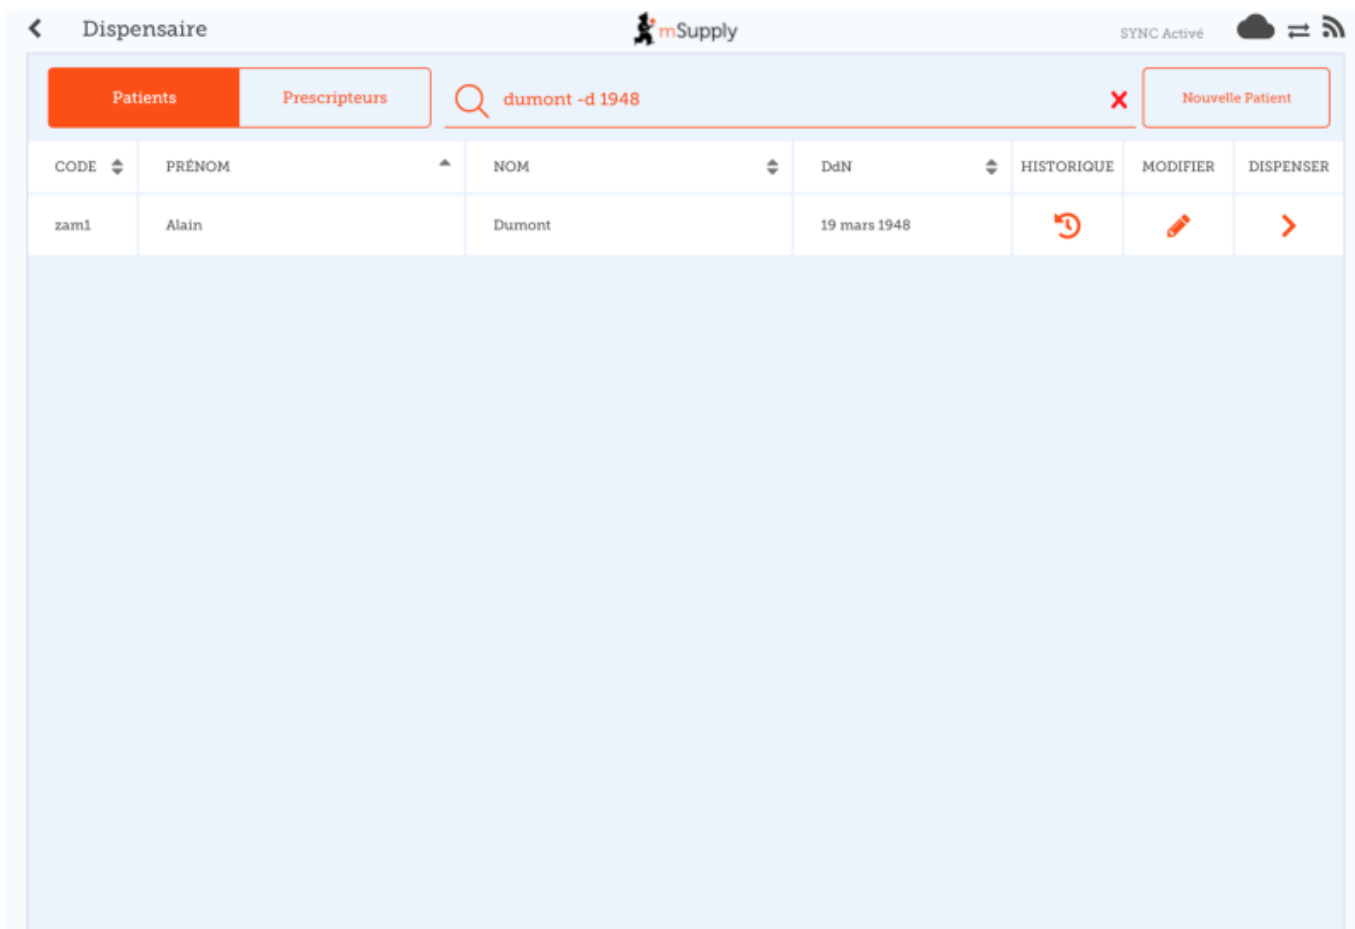 Dispensaire
mSupply
SYNC Activé
Patients Prescripteurs dumont -d 1948 Nouvelle Patient
CODE PRÉNOM NOM DdN HISTORIQUE MODIFIER DISPENSER
zam1 Alain Dumont 19 mars 1948